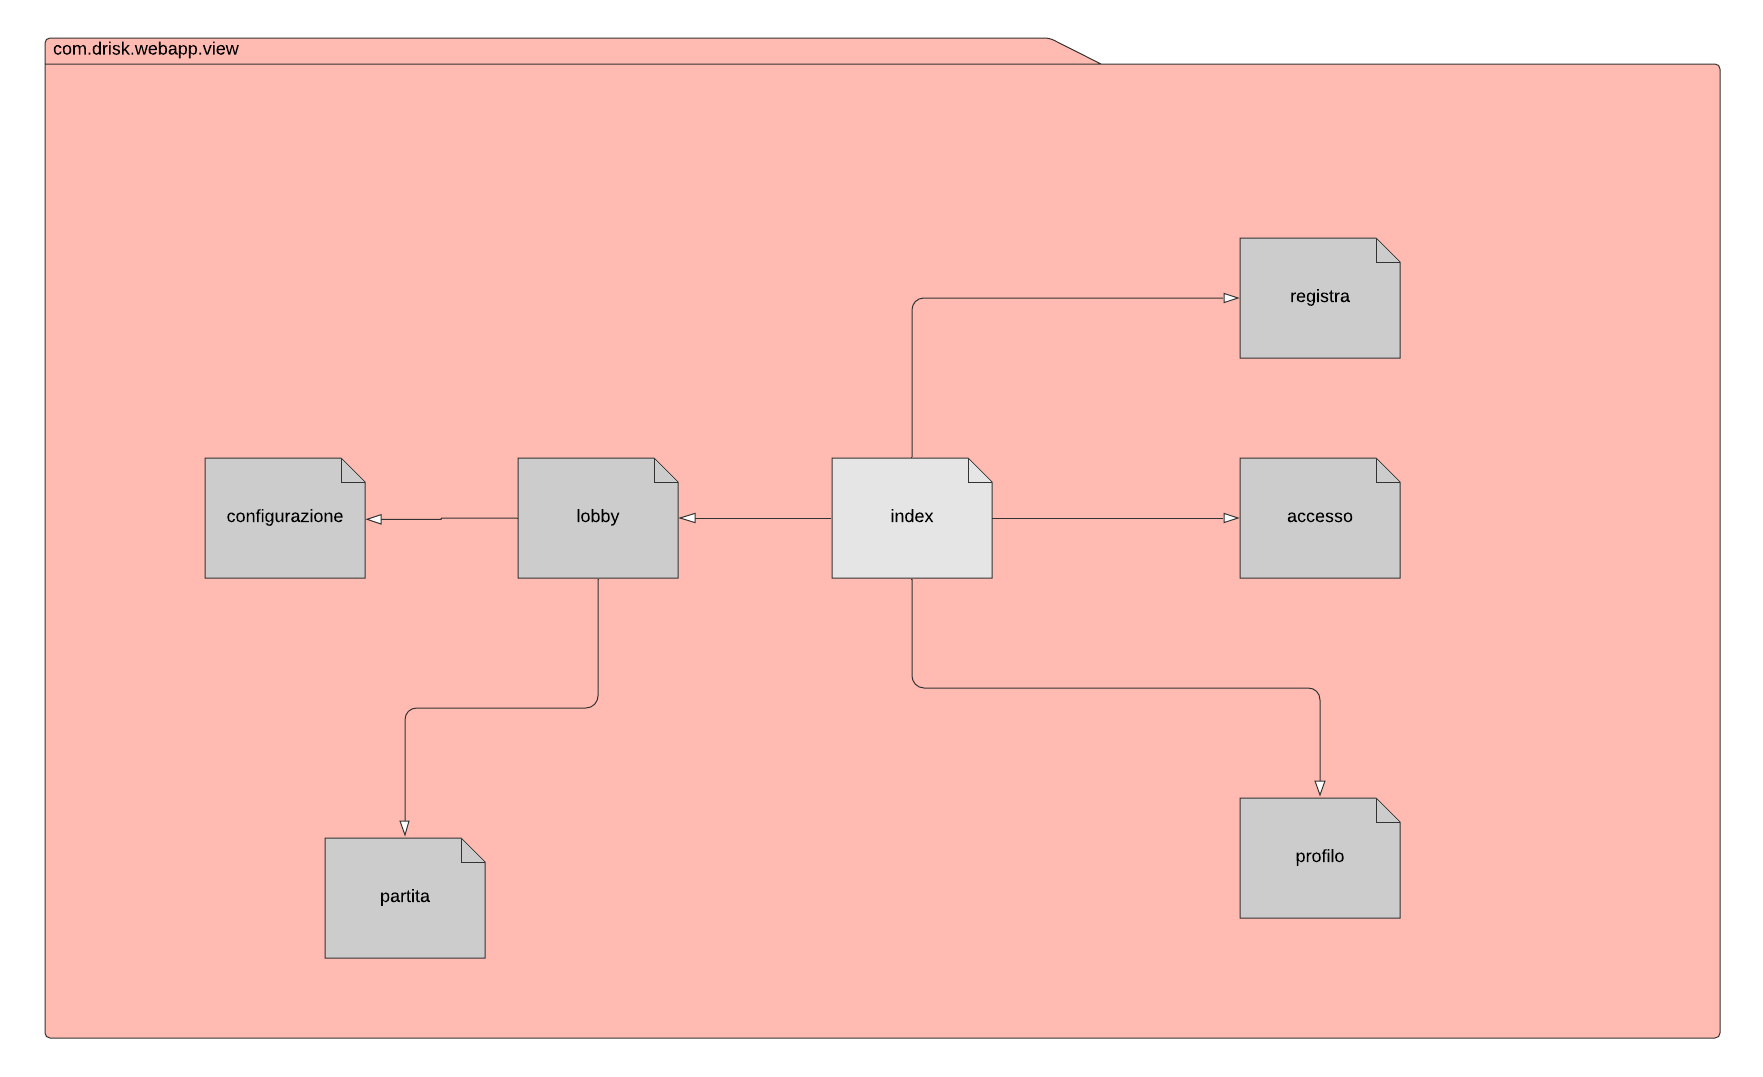 com.drisk.webapp.view
registra
configurazione
lobby
index
accesso
profilo
partita